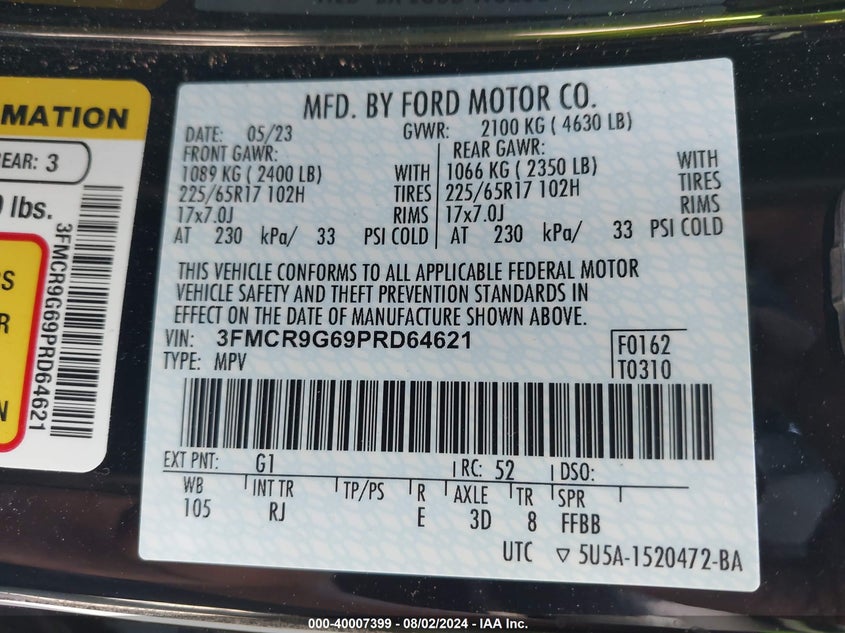 MFD. BY FORD MOTOR CO.
DATE: 05/23 GVWR: 2100 KG ( 4630 LB)
FRONT GAWR: REAR GAWR:
1089 KG ( 2400 LB) WITH 1066 KG ( 2350 LB) WITH
225/65R17 102H TIRES 225/65R17 102H TIRES
17x7.0J RIMS 17x7.0J RIMS
AT 230 kPa/ 33 PSI COLD AT 230 kPa/ 33 PSI COLD
THIS VEHICLE CONFORMS TO ALL APPLICABLE FEDERAL MOTOR
VEHICLE SAFETY AND THEFT PREVENTION STANDARDS IN
EFFECT ON THE DATE OF MANUFACTURE SHOWN ABOVE.
VIN: 3FMCR9G69PRD64621
TYPE: MPV
F0162
T0310
EXT PNT: G1 RC: 52 DSO:
WB INT TR TP/PS R AXLE TR SPR
105 RJ E 3D 8 FFBB
UTC ▽ 5U5A-1520472-BA
MATION
EAR: 3
lbs.
3FMCR9G69PRD64621
S
R
N
000-40007399 — 08/02/2024 — IAA Inc.